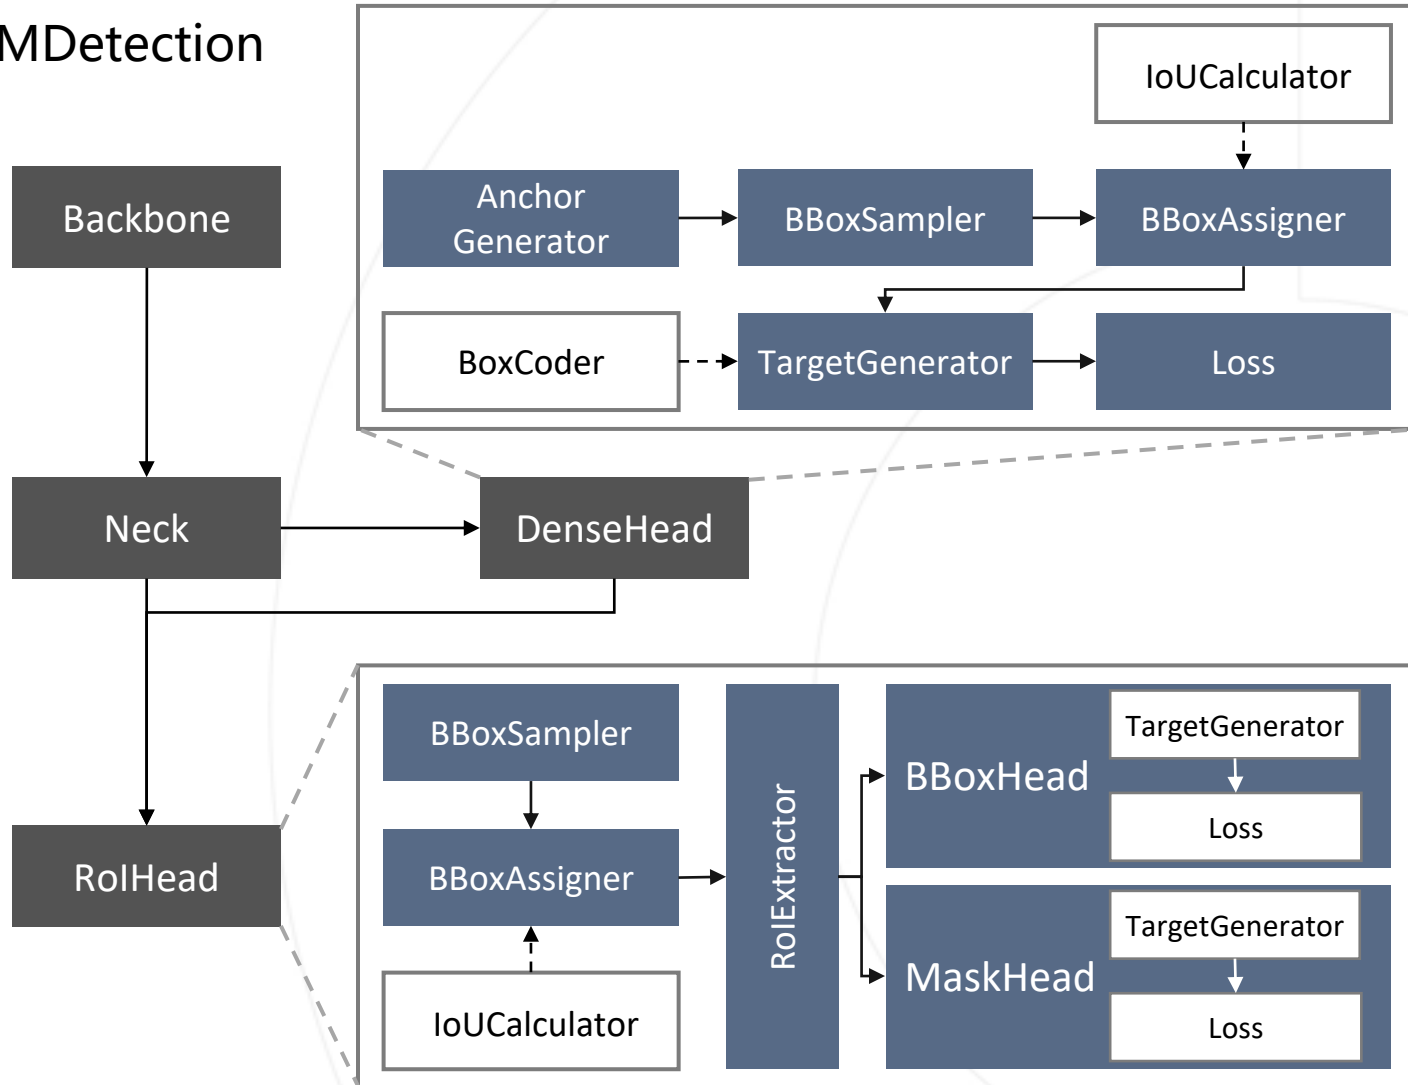 MDetection
IoUCalculator
Backbone
Anchor
Generator
BBoxSampler
BBoxAssigner
BoxCoder
TargetGenerator
Loss
Neck
DenseHead
RoIHead
BBoxSampler
BBoxAssigner
IoUCalculator
RoIExtractor
BBoxHead
TargetGenerator
Loss
MaskHead
TargetGenerator
Loss